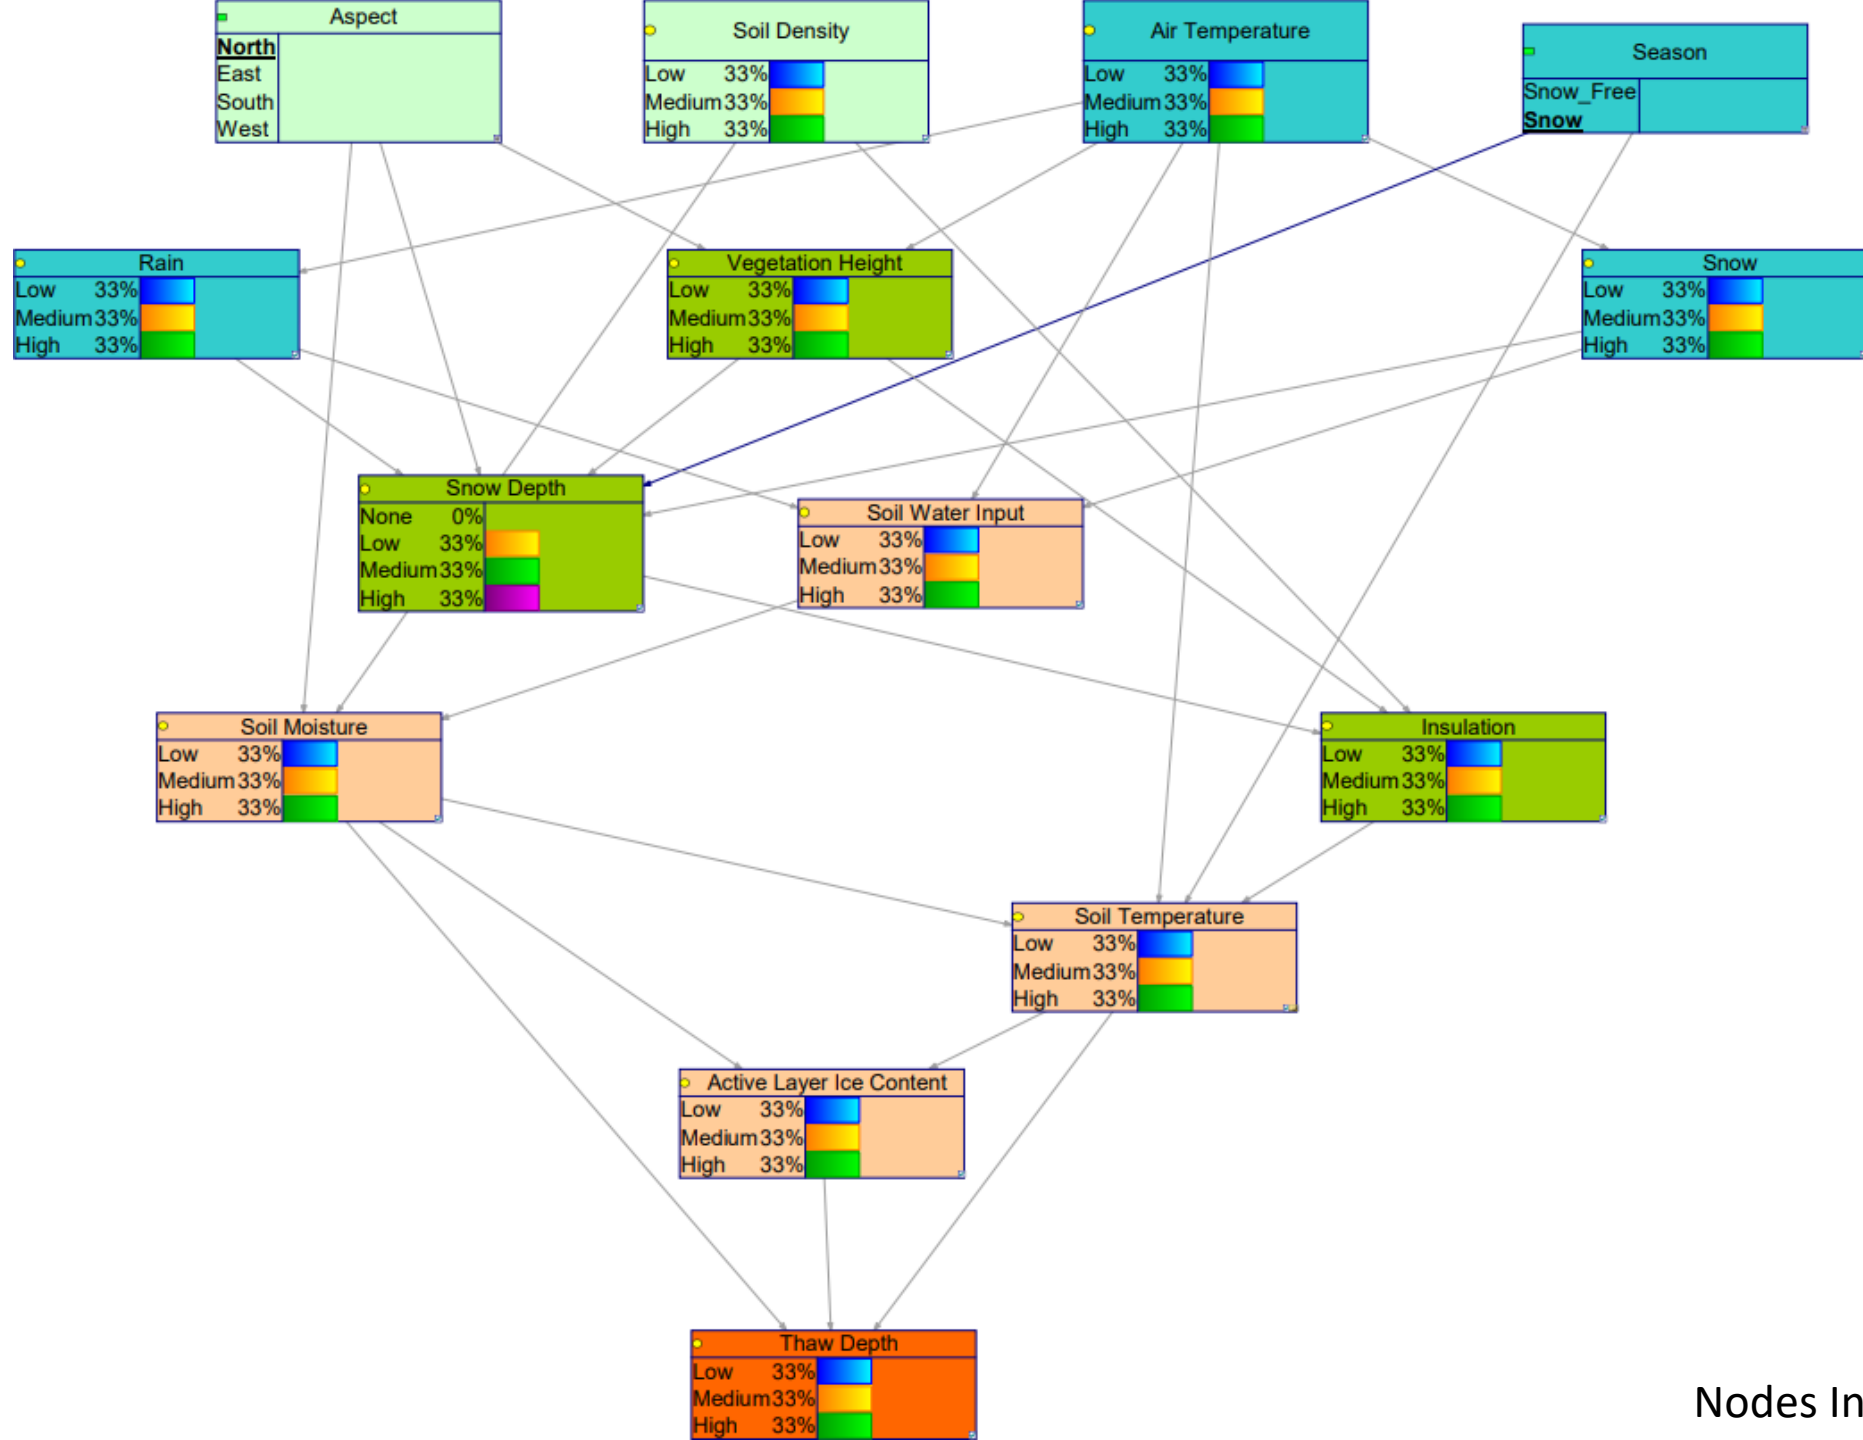 Aspect
North
East
South
West
Soil Density
Low 33%
Medium 33%
High 33%
Air Temperature
Low 33%
Medium 33%
High 33%
Season
Snow_Free
Snow
Rain
Low 33%
Medium 33%
High 33%
Vegetation Height
Low 33%
Medium 33%
High 33%
Snow
Low 33%
Medium 33%
High 33%
Snow Depth
None 0%
Low 33%
Medium 33%
High 33%
Soil Water Input
Low 33%
Medium 33%
High 33%
Soil Moisture
Low 33%
Medium 33%
High 33%
Insulation
Low 33%
Medium 33%
High 33%
Soil Temperature
Low 33%
Medium 33%
High 33%
Active Layer Ice Content
Low 33%
Medium 33%
High 33%
Thaw Depth
Low 33%
Medium 33%
High 33%
Nodes In